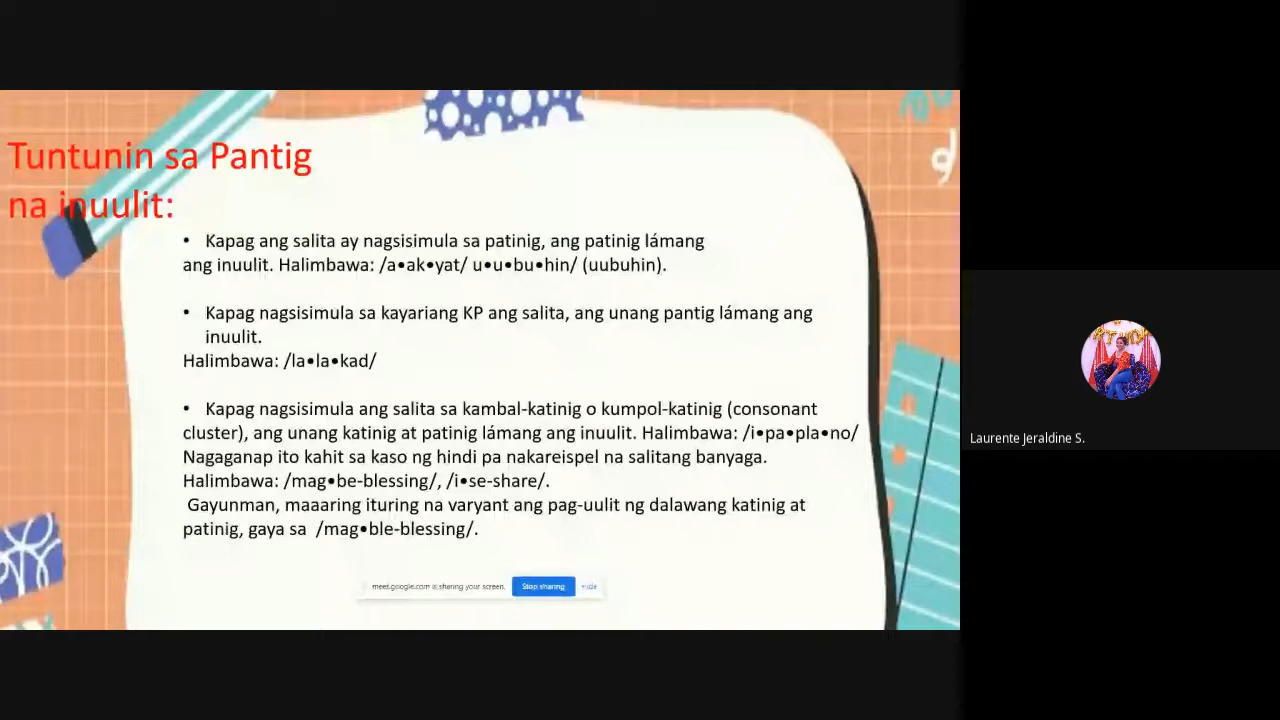 Tuntunin sa Pantig
na inuulit:
• Kapag ang salita ay nagsisimula sa patinig, ang patinig lámang
ang inuulit. Halimbawa: /a•ak•yat/ u•u•bu•hin/ (uubuhin).
• Kapag nagsisimula sa kayariang KP ang salita, ang unang pantig lámang ang
inuulit.
Halimbawa: /la•la•kad/
• Kapag nagsisimula ang salita sa kambal-katinig o kumpol-katinig (consonant
cluster), ang unang katinig at patinig lámang ang inuulit. Halimbawa: /i•pa•pla•no/
Nagaganap ito kahit sa kaso ng hindi pa nakareispel na salitang banyaga.
Halimbawa: /mag•be-blessing/, /i•se-share/.
Gayunman, maaaring ituring na varyant ang pag-uulit ng dalawang katinig at
patinig, gaya sa /mag•ble-blessing/.
meet.google.com is sharing your screen. Stop sharing Hide
Laurente Jeraldine S.